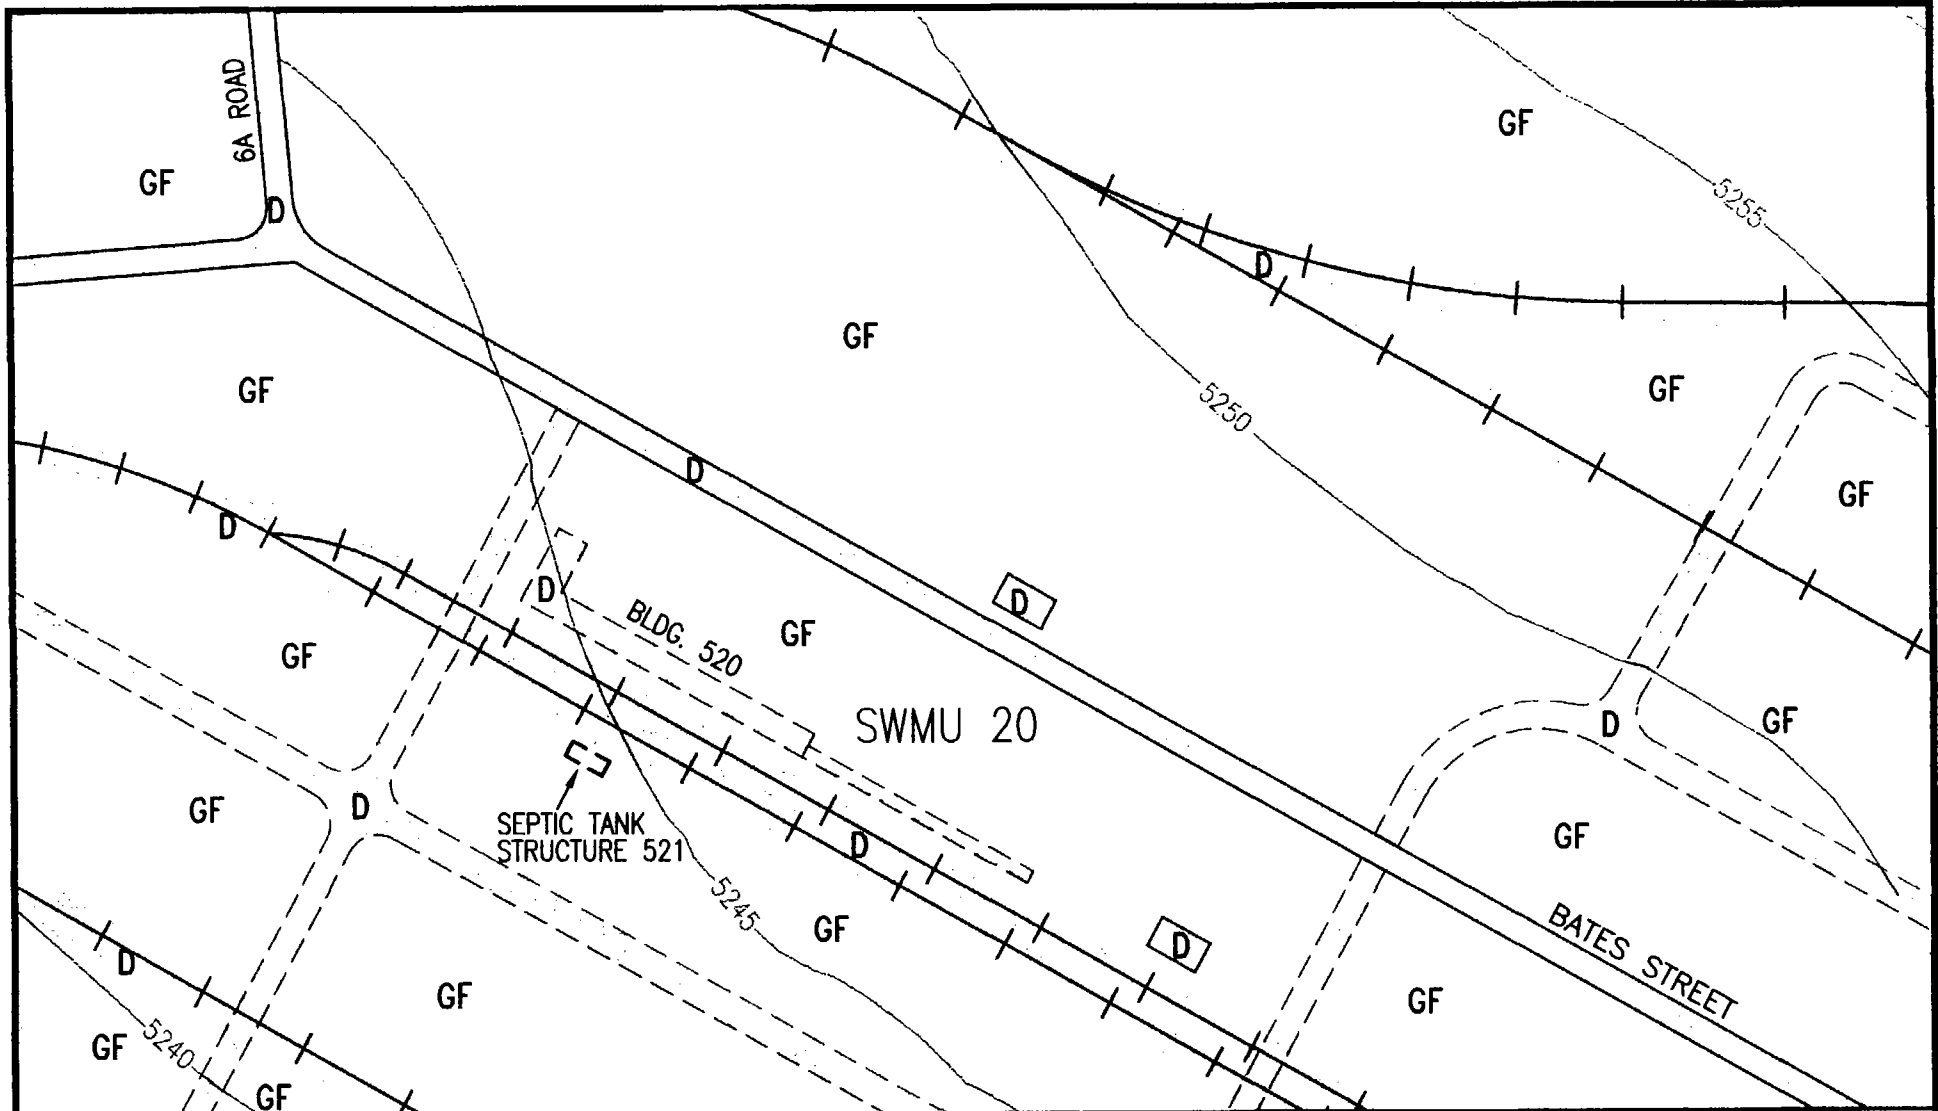 6A ROAD
GF
GF
D
5255
D
GF
GF
GF
5250
D
GF
D
D
D
BLDG. 520
GF
GF
SWMU 20
D
GF
GF
D
SEPTIC TANK
STRUCTURE 521
D
GF
5245
GF
BATES STREET
D
D
GF
GF
GF
5240
GF